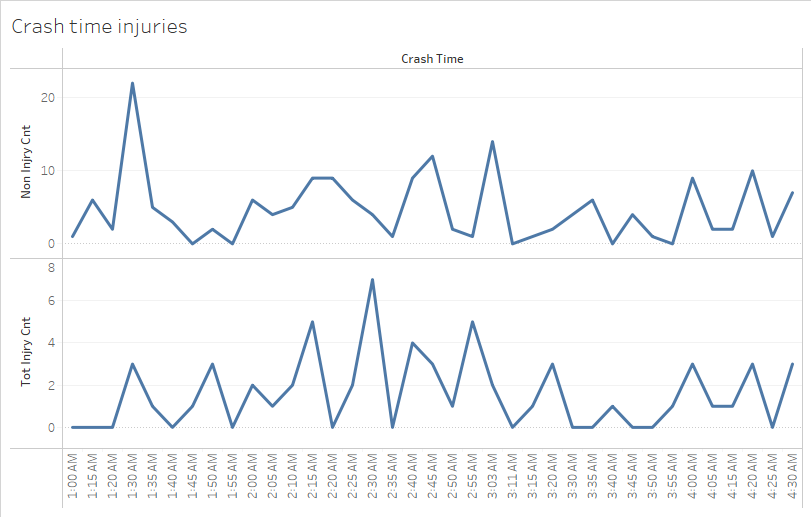 Crash time injuries
Crash Time
Non Injry Cnt
20
10
0
Tot Injry Cnt
8
6
4
2
0
1:00 AM
1:15 AM
1:20 AM
1:30 AM
1:35 AM
1:40 AM
1:45 AM
1:50 AM
1:55 AM
2:00 AM
2:05 AM
2:10 AM
2:15 AM
2:20 AM
2:25 AM
2:30 AM
2:35 AM
2:40 AM
2:45 AM
2:50 AM
2:55 AM
3:03 AM
3:11 AM
3:15 AM
3:20 AM
3:30 AM
3:35 AM
3:40 AM
3:45 AM
3:50 AM
3:55 AM
4:00 AM
4:05 AM
4:15 AM
4:20 AM
4:25 AM
4:30 AM